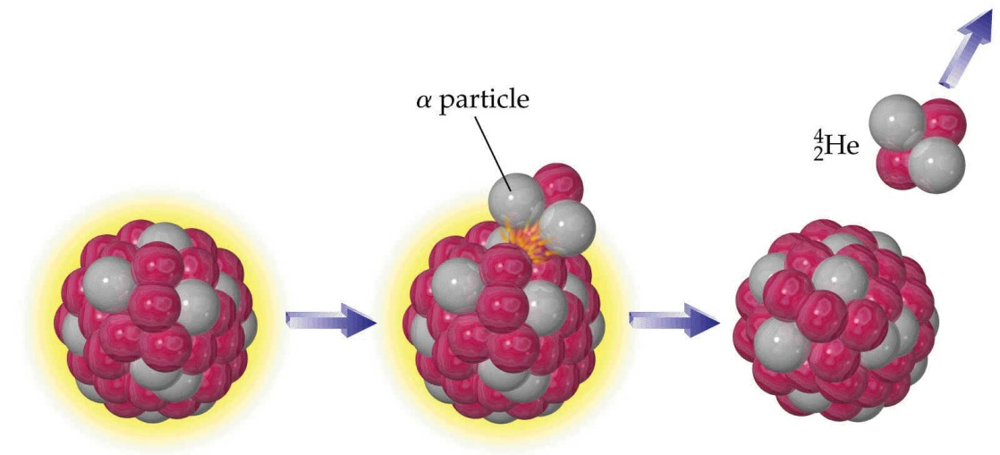 α particle
⁴₂He